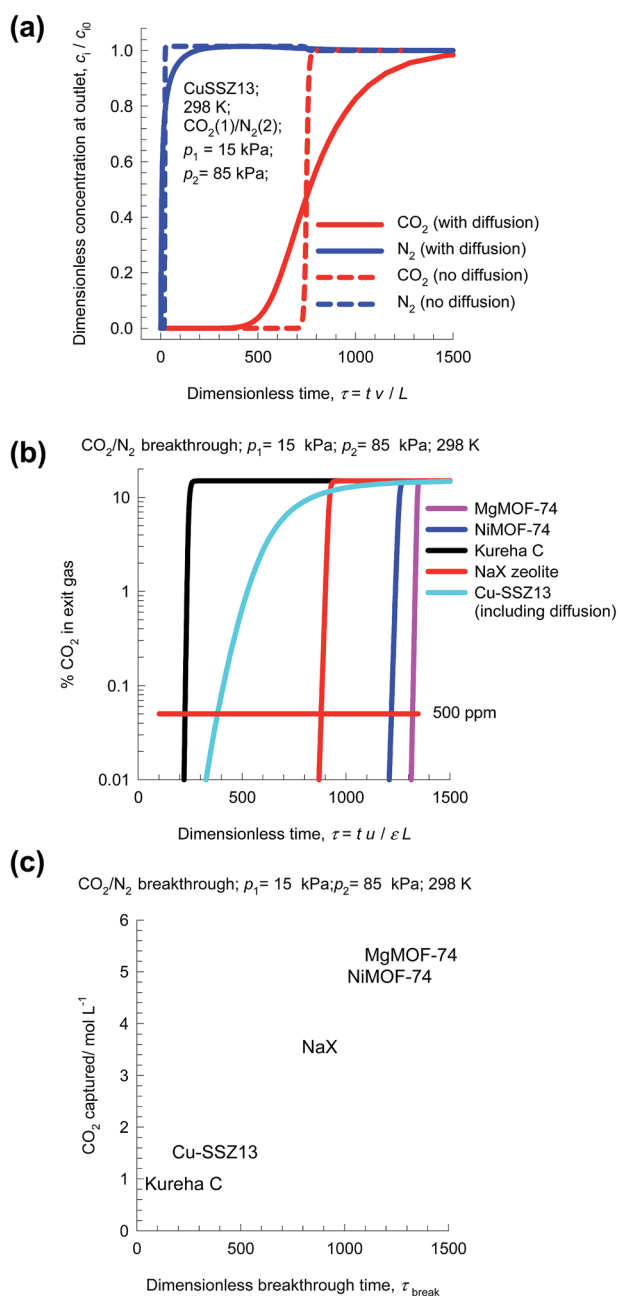 (a)
Dimensionless concentration at outlet, c_i / c_i0
1.0
0.8
0.6
0.4
0.2
0.0
CuSSZ13;
298 K;
CO₂(1)/N₂(2);
p₁ = 15 kPa;
p₂ = 85 kPa;
CO₂ (with diffusion)
N₂ (with diffusion)
CO₂ (no diffusion)
N₂ (no diffusion)
0 500 1000 1500
Dimensionless time, τ = t v / L
(b)
CO₂/N₂ breakthrough; p₁= 15 kPa; p₂= 85 kPa; 298 K
% CO₂ in exit gas
10
1
0.1
0.01
MgMOF-74
NiMOF-74
Kureha C
NaX zeolite
Cu-SSZ13
(including diffusion)
500 ppm
0 500 1000 1500
Dimensionless time, τ = t u / ε L
(c)
CO₂/N₂ breakthrough; p₁= 15 kPa;p₂= 85 kPa; 298 K
CO₂ captured/ mol L⁻¹
6
5
4
3
2
1
0
MgMOF-74
NiMOF-74
NaX
Cu-SSZ13
Kureha C
0 500 1000 1500
Dimensionless breakthrough time, τ_break